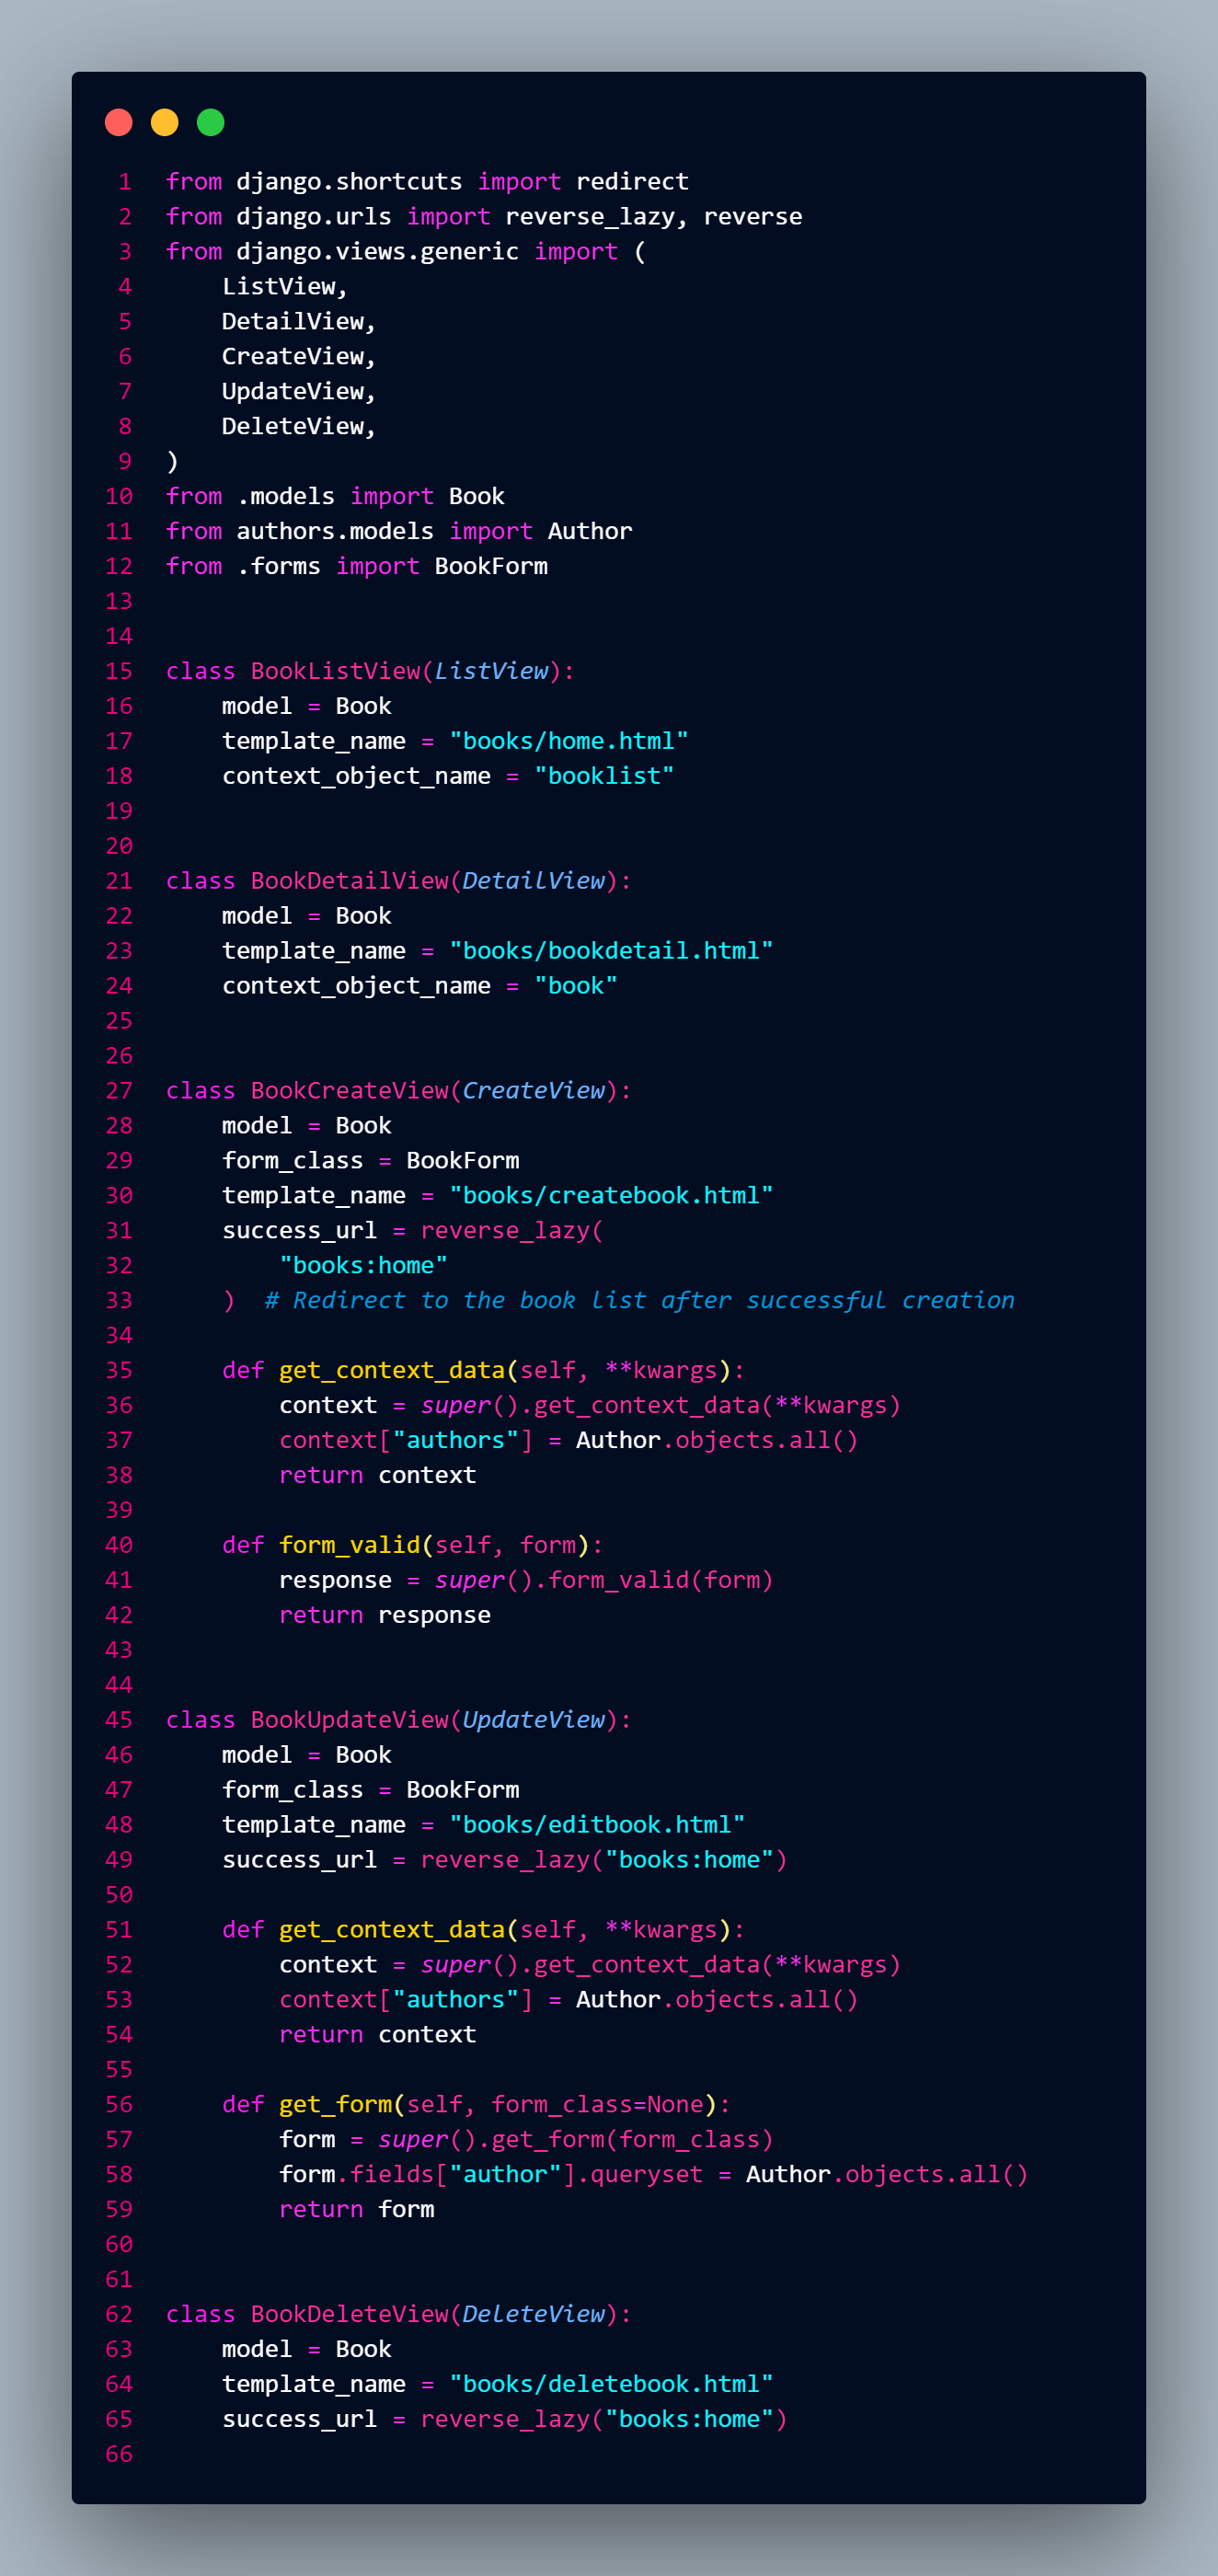 1 from django.shortcuts import redirect
2 from django.urls import reverse_lazy, reverse
3 from django.views.generic import (
4     ListView,
5     DetailView,
6     CreateView,
7     UpdateView,
8     DeleteView,
9 )
10 from .models import Book
11 from authors.models import Author
12 from .forms import BookForm
13
14
15 class BookListView(ListView):
16     model = Book
17     template_name = "books/home.html"
18     context_object_name = "booklist"
19
20
21 class BookDetailView(DetailView):
22     model = Book
23     template_name = "books/bookdetail.html"
24     context_object_name = "book"
25
26
27 class BookCreateView(CreateView):
28     model = Book
29     form_class = BookForm
30     template_name = "books/createbook.html"
31     success_url = reverse_lazy(
32         "books:home"
33     )  # Redirect to the book list after successful creation
34
35     def get_context_data(self, **kwargs):
36         context = super().get_context_data(**kwargs)
37         context["authors"] = Author.objects.all()
38         return context
39
40     def form_valid(self, form):
41         response = super().form_valid(form)
42         return response
43
44
45 class BookUpdateView(UpdateView):
46     model = Book
47     form_class = BookForm
48     template_name = "books/editbook.html"
49     success_url = reverse_lazy("books:home")
50
51     def get_context_data(self, **kwargs):
52         context = super().get_context_data(**kwargs)
53         context["authors"] = Author.objects.all()
54         return context
55
56     def get_form(self, form_class=None):
57         form = super().get_form(form_class)
58         form.fields["author"].queryset = Author.objects.all()
59         return form
60
61
62 class BookDeleteView(DeleteView):
63     model = Book
64     template_name = "books/deletebook.html"
65     success_url = reverse_lazy("books:home")
66